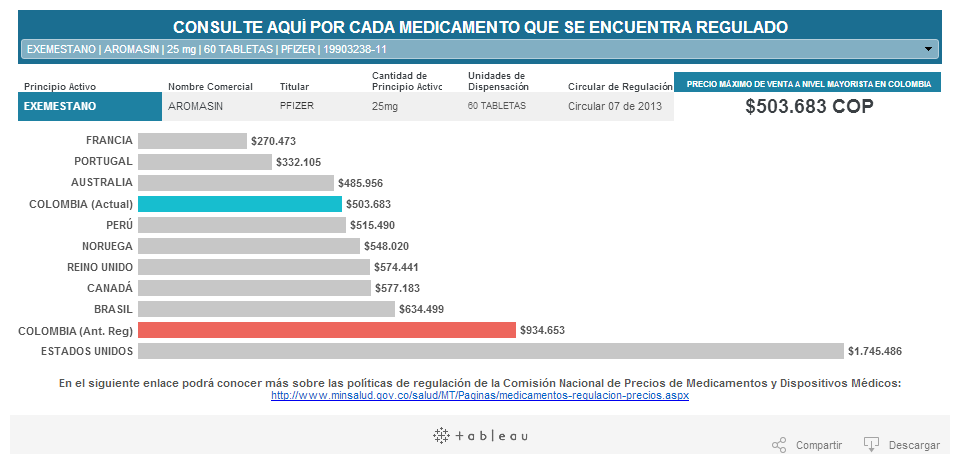 CONSULTE AQUÍ POR CADA MEDICAMENTO QUE SE ENCUENTRA REGULADO
EXEMESTANO | AROMASIN | 25 mg | 60 TABLETAS | PFIZER | 19903238-11
Principio Activo Nombre Comercial Titular Cantidad de Principio Activo Unidades de Dispensación Circular de Regulación PRECIO MÁXIMO DE VENTA A NIVEL MAYORISTA EN COLOMBIA
EXEMESTANO AROMASIN PFIZER 25mg 60 TABLETAS Circular 07 de 2013 $503.683 COP
FRANCIA $270.473
PORTUGAL $332.105
AUSTRALIA $485.956
COLOMBIA (Actual) $503.683
PERÚ $515.490
NORUEGA $548.020
REINO UNIDO $574.441
CANADÁ $577.183
BRASIL $634.499
COLOMBIA (Ant. Reg) $934.653
ESTADOS UNIDOS $1.745.486
En el siguiente enlace podrá conocer más sobre las políticas de regulación de la Comisión Nacional de Precios de Medicamentos y Dispositivos Médicos:
http://www.minsalud.gov.co/salud/MT/Paginas/medicamentos-regulacion-precios.aspx
+ableau
Compartir Descargar